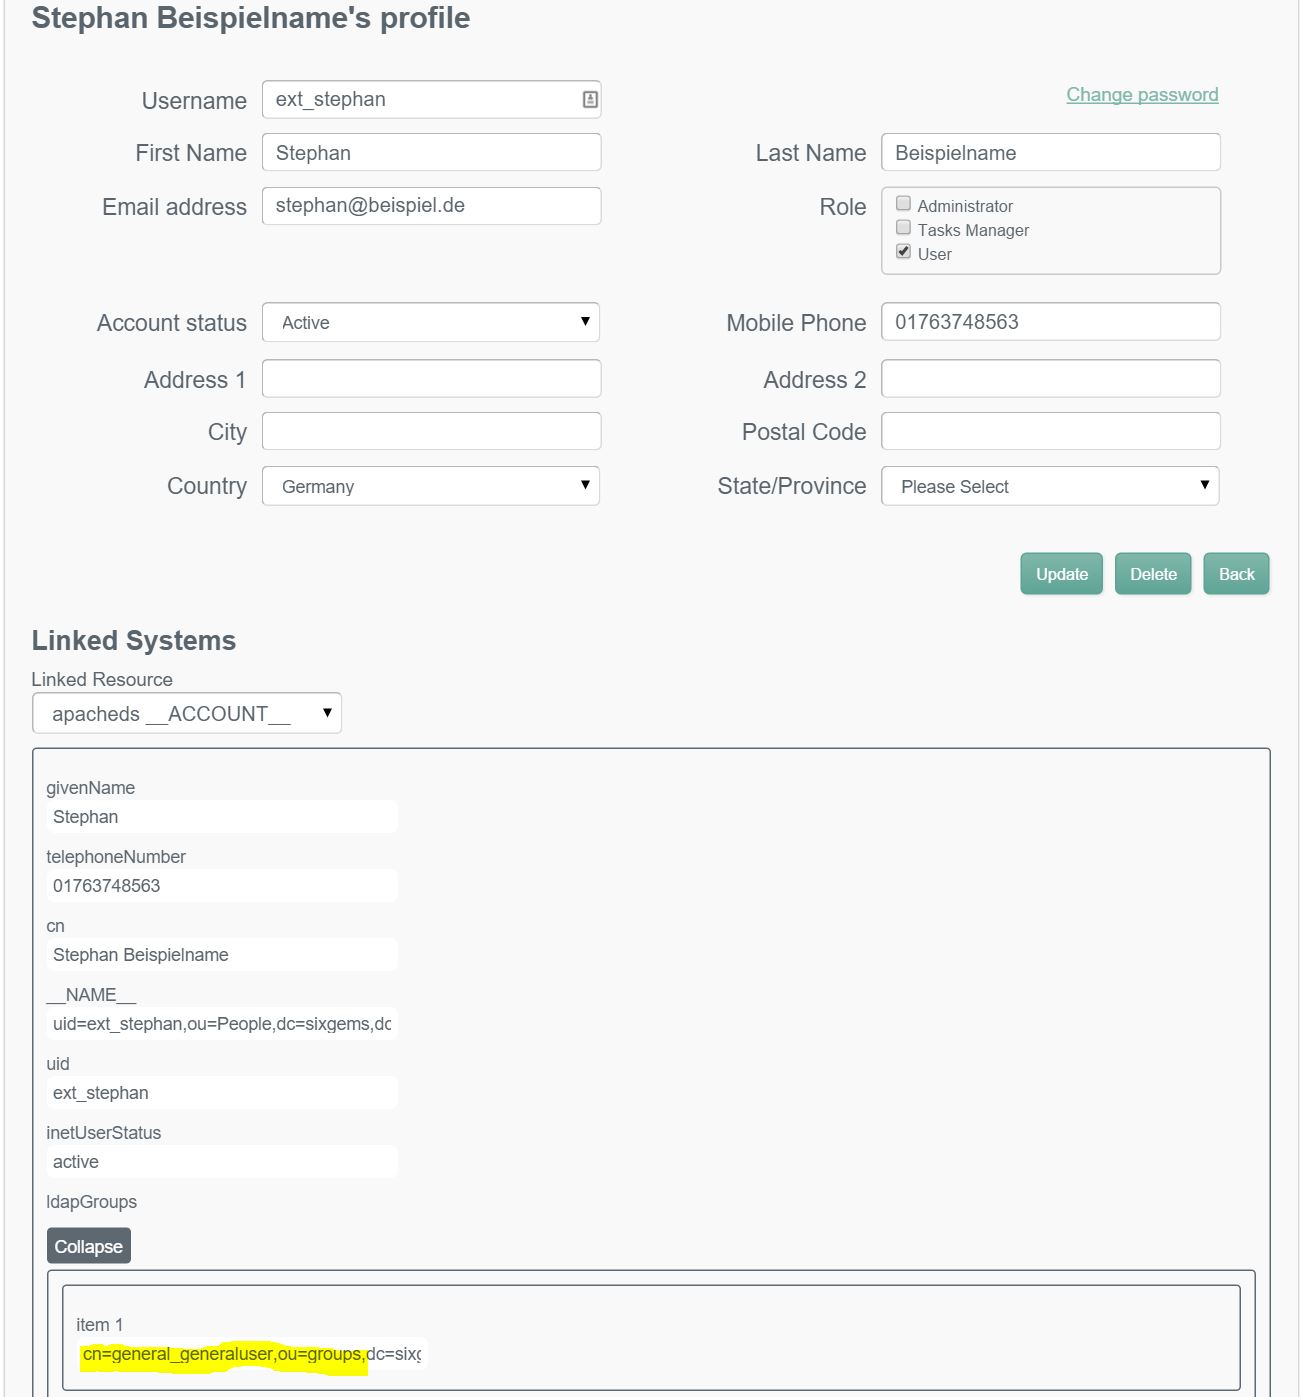 Stephan Beispielname's profile
Username ext_stephan
Change password
First Name Stephan
Last Name Beispielname
Email address stephan@beispiel.de
Role
Administrator
Tasks Manager
User
Account status Active
Mobile Phone 01763748563
Address 1
Address 2
City
Postal Code
Country Germany
State/Province Please Select
Update Delete Back
Linked Systems
Linked Resource
apacheds __ACCOUNT__
givenName
Stephan
telephoneNumber
01763748563
cn
Stephan Beispielname
__NAME__
uid=ext_stephan,ou=People,dc=sixgems,dc
uid
ext_stephan
inetUserStatus
active
ldapGroups
Collapse
item 1
cn=general_generaluser,ou=groups,dc=sixg